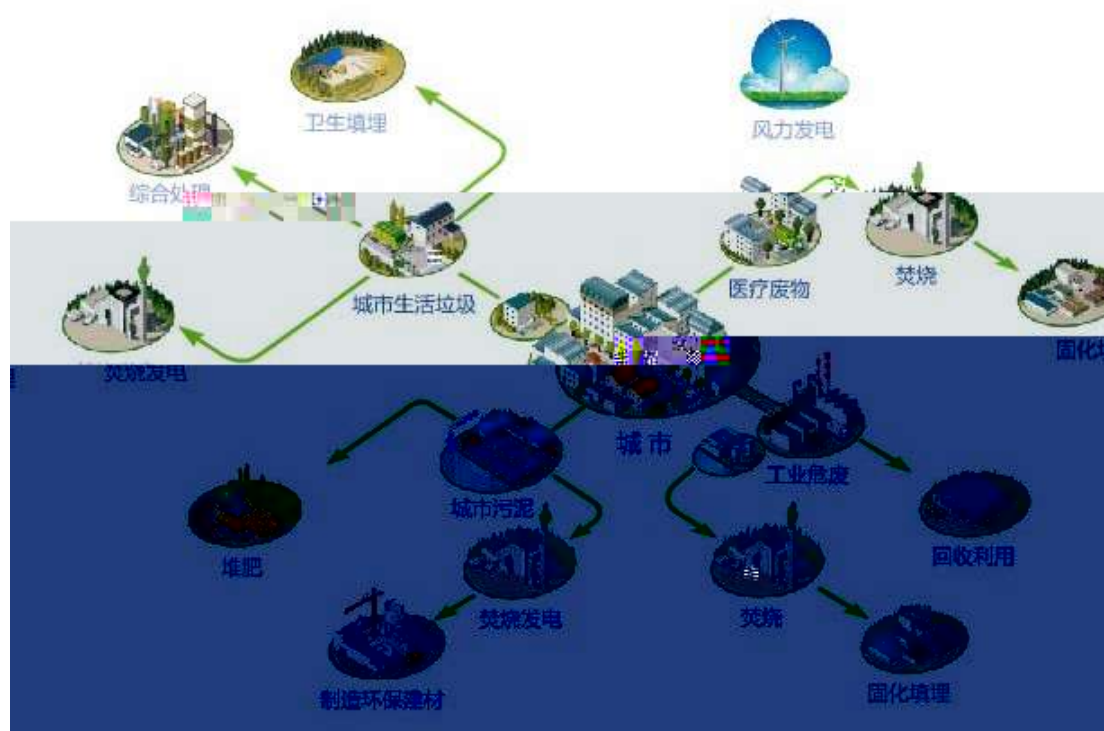 卫生填埋
风力发电
综合处理
医疗废物
焚烧
城市生活垃圾
固化填
焚烧发电
城市
工业危废
城市污泥
回收利用
堆肥
焚烧发电
焚烧
制造环保建材
固化填埋